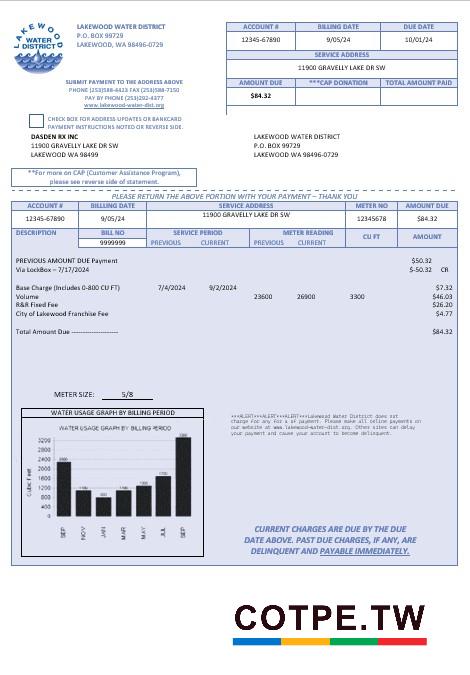 LAKEWOOD
WATER
DISTRICT
LAKEWOOD WATER DISTRICT
P.O. BOX 99729
LAKEWOOD, WA 98496-0729
ACCOUNT # BILLING DATE DUE DATE
12345-67890 9/05/24 10/01/24
SERVICE ADDRESS
11900 GRAVELLY LAKE DR SW
AMOUNT DUE ***CAP DONATION TOTAL AMOUNT PAID
$84.32
SUBMIT PAYMENT TO THE ADDRESS ABOVE
PHONE (253)588-4423 FAX (253)588-7150
PAY BY PHONE (253)292-4377
www.lakewood-water-dist.org
CHECK BOX FOR ADDRESS UPDATES OR BANKCARD
PAYMENT INSTRUCTIONS NOTED OR REVERSE SIDE.
DASDEN RX INC
11900 GRAVELLY LAKE DR SW
LAKEWOOD WA 98499
LAKEWOOD WATER DISTRICT
P.O. BOX 99729
LAKEWOOD WA 98496-0729
**For more on CAP (Customer Assistance Program),
please see reverse side of statement.
PLEASE RETURN THE ABOVE PORTION WITH YOUR PAYMENT – THANK YOU
ACCOUNT # BILLLING DATE SERVICE ADDRESS METER NO AMOUNT DUE
12345-67890 9/05/24 11900 GRAVELLY LAKE DR SW 12345678 $84.32
DESCRIPTION BILL NO SERVICE PERIOD METER READING CU FT AMOUNT
9999999 PREVIOUS CURRENT PREVIOUS CURRENT
PREVIOUS AMOUNT DUE Payment $50.32
Via LockBox – 7/17/2024 $-50.32 CR
Base Charge (Includes 0-800 CU FT) 7/4/2024 9/2/2024 $7.32
Volume 23600 26900 3300 $46.03
R&R Fixed Fee $26.20
City of Lakewood Franchise Fee $4.77
Total Amount Due -------------------- $84.32
METER SIZE: 5/8
WATER USAGE GRAPH BY BILLING PERIOD
WATER USAGE GRAPH BY BILLING PERIOD
Cubic Feet
3200
2800
2400
2000
1600
1200
800
400
0
SEP NOV JAN MAR MAY JUL SEP
***ALERT***ALERT***ALERT***Lakewood Water District does not
charge for any for a of payment. Please make all online payments on
our website at www.lakewood-water-dist.org. Other sites can delay
your payment and cause your account to become delinquent.
CURRENT CHARGES ARE DUE BY THE DUE
DATE ABOVE. PAST DUE CHARGES, IF ANY, ARE
DELINQUENT AND PAYABLE IMMEDIATELY.
COTPE.TW